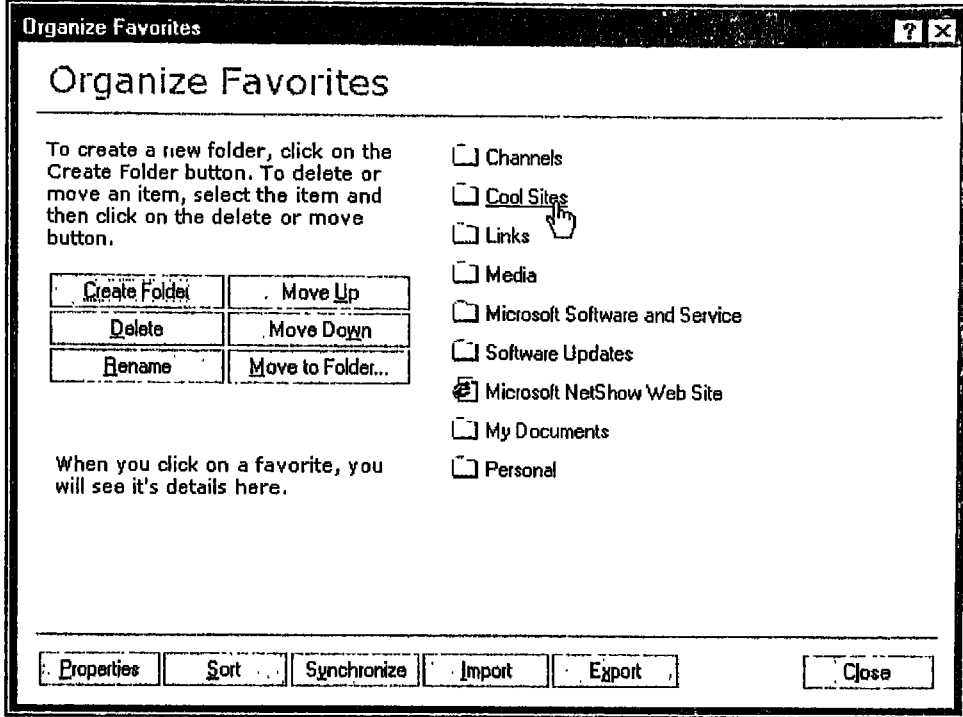 Organize Favorites
Organize Favorites
To create a new folder, click on the
Create Folder button. To delete or
move an item, select the item and
then click on the delete or move
button.
Create Folder
Move Up
Delete
Move Down
Rename
Move to Folder...
When you click on a favorite, you
will see it's details here.
Channels
Cool Sites
Links
Media
Microsoft Software and Service
Software Updates
Microsoft NetShow Web Site
My Documents
Personal
Properties
Sort
Synchronize
Import
Export
Close